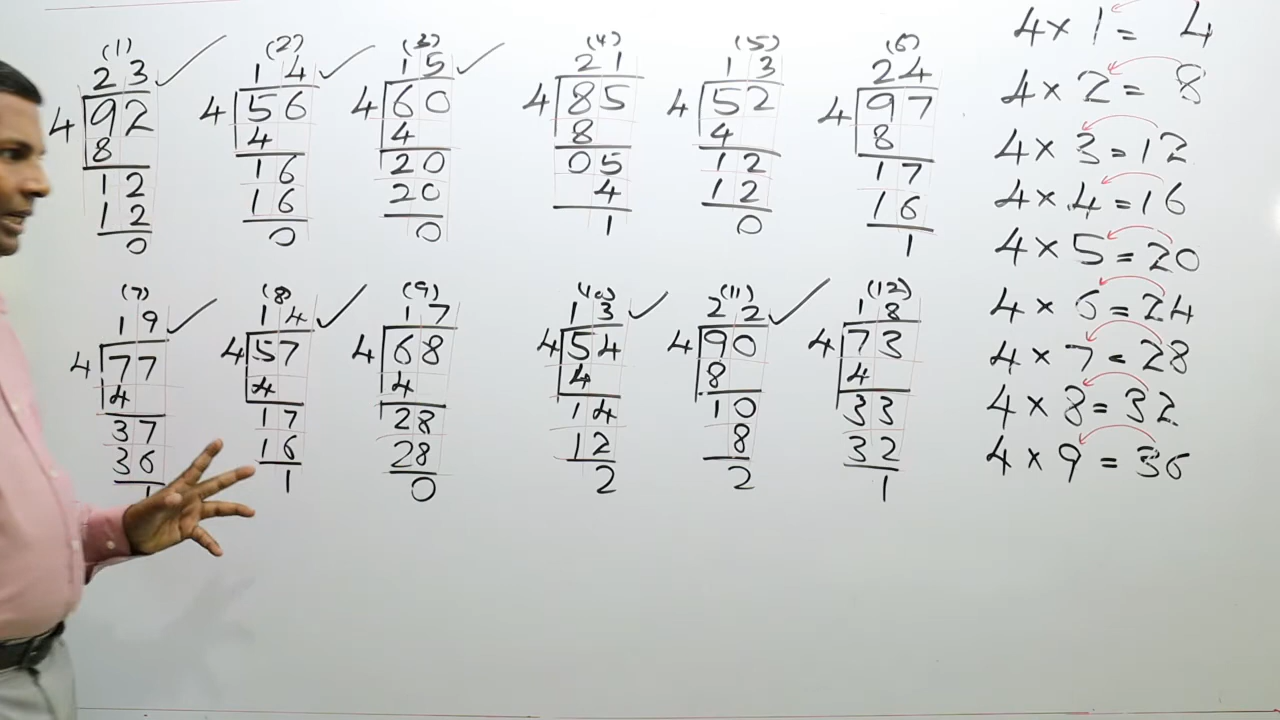 (1) (2) (3) (4) (5) (6)
23 14 15 21 13 24
4 92 4 56 4 60 4 85 4 52 4 97
8 4 4 8 4 8
12 16 20 05 12 17
12 16 20 4 12 16
0 0 0 1 0 1
(7) (8) (9) (10) (11) (12)
19 14 17 13 22 18
4 77 4 57 4 68 4 54 4 90 4 73
4 4 4 4 8 4
37 17 28 14 10 33
36 16 28 12 8 32
1 1 0 2 2 1
4 × 1 = 4
4 × 2 = 8
4 × 3 = 12
4 × 4 = 16
4 × 5 = 20
4 × 6 = 24
4 × 7 = 28
4 × 8 = 32
4 × 9 = 36